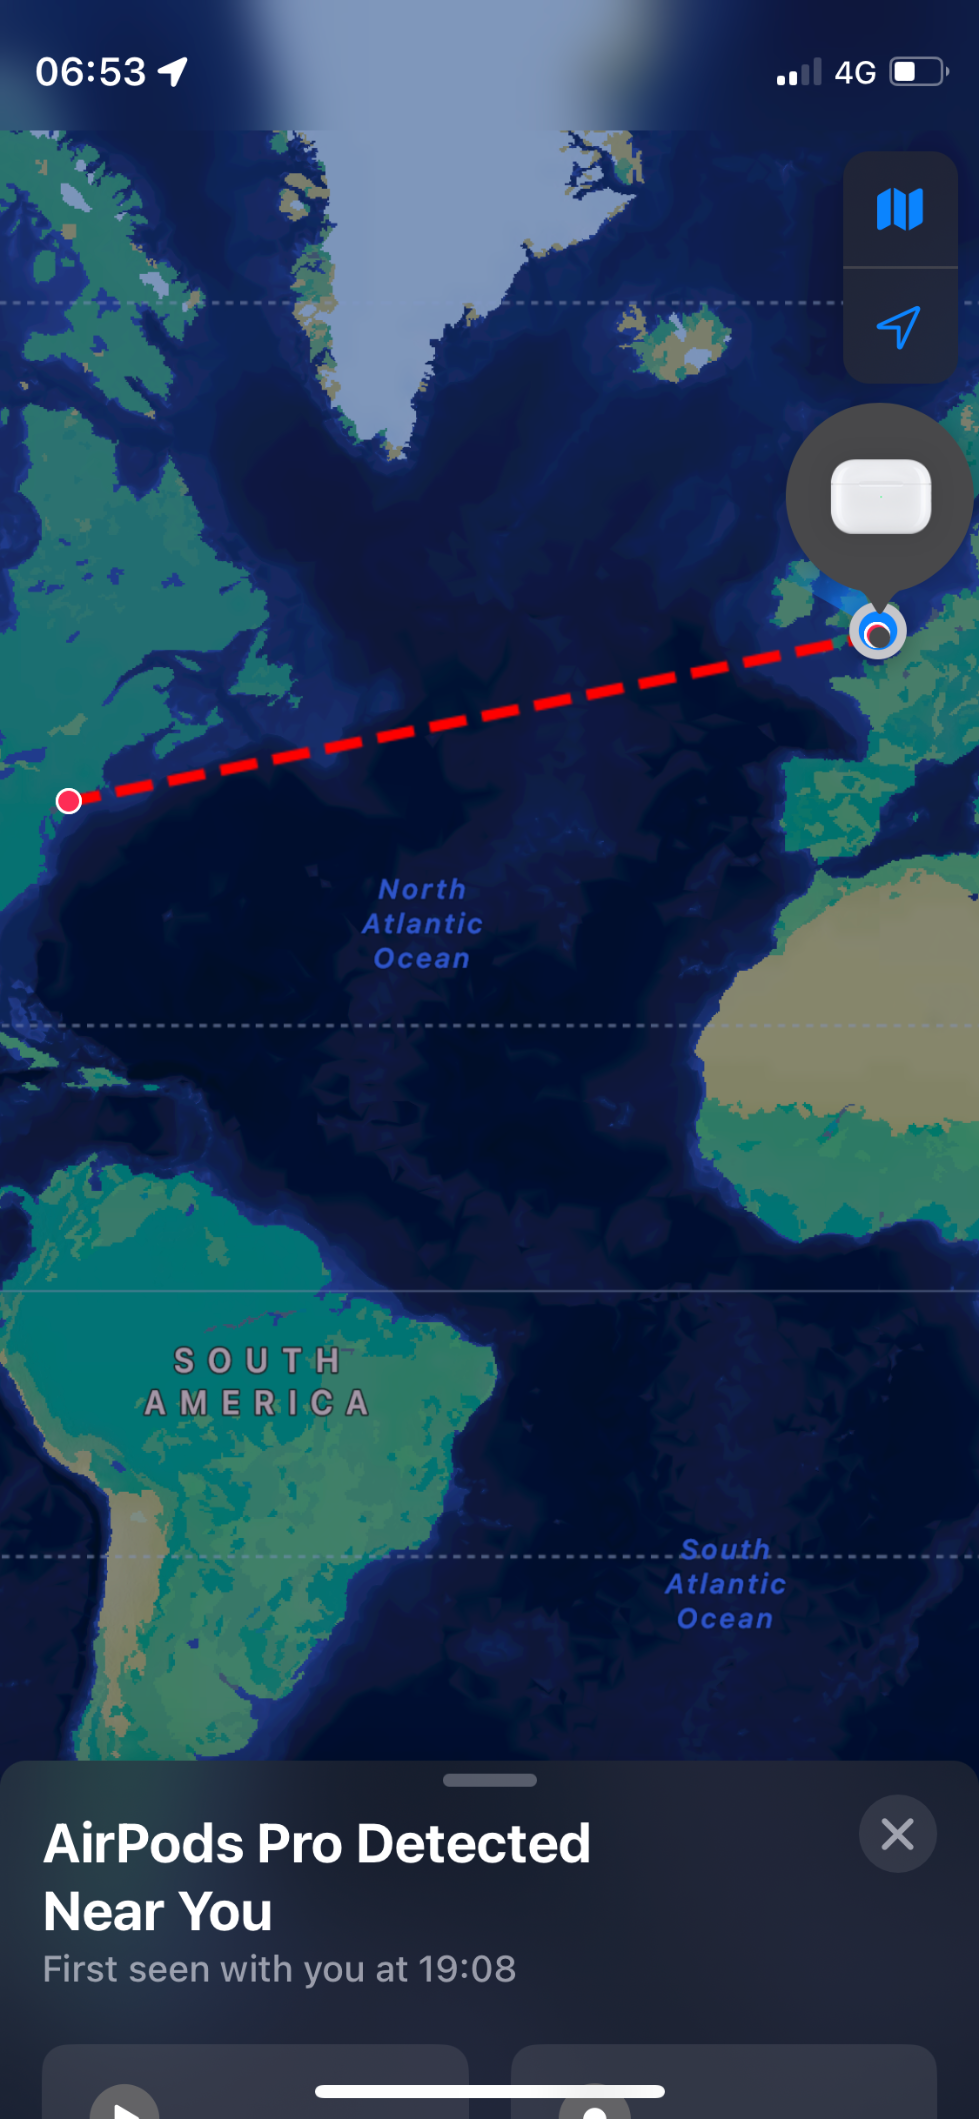 06:53
4G
North
Atlantic
Ocean
SOUTH
AMERICA
South
Atlantic
Ocean
AirPods Pro Detected
Near You
First seen with you at 19:08